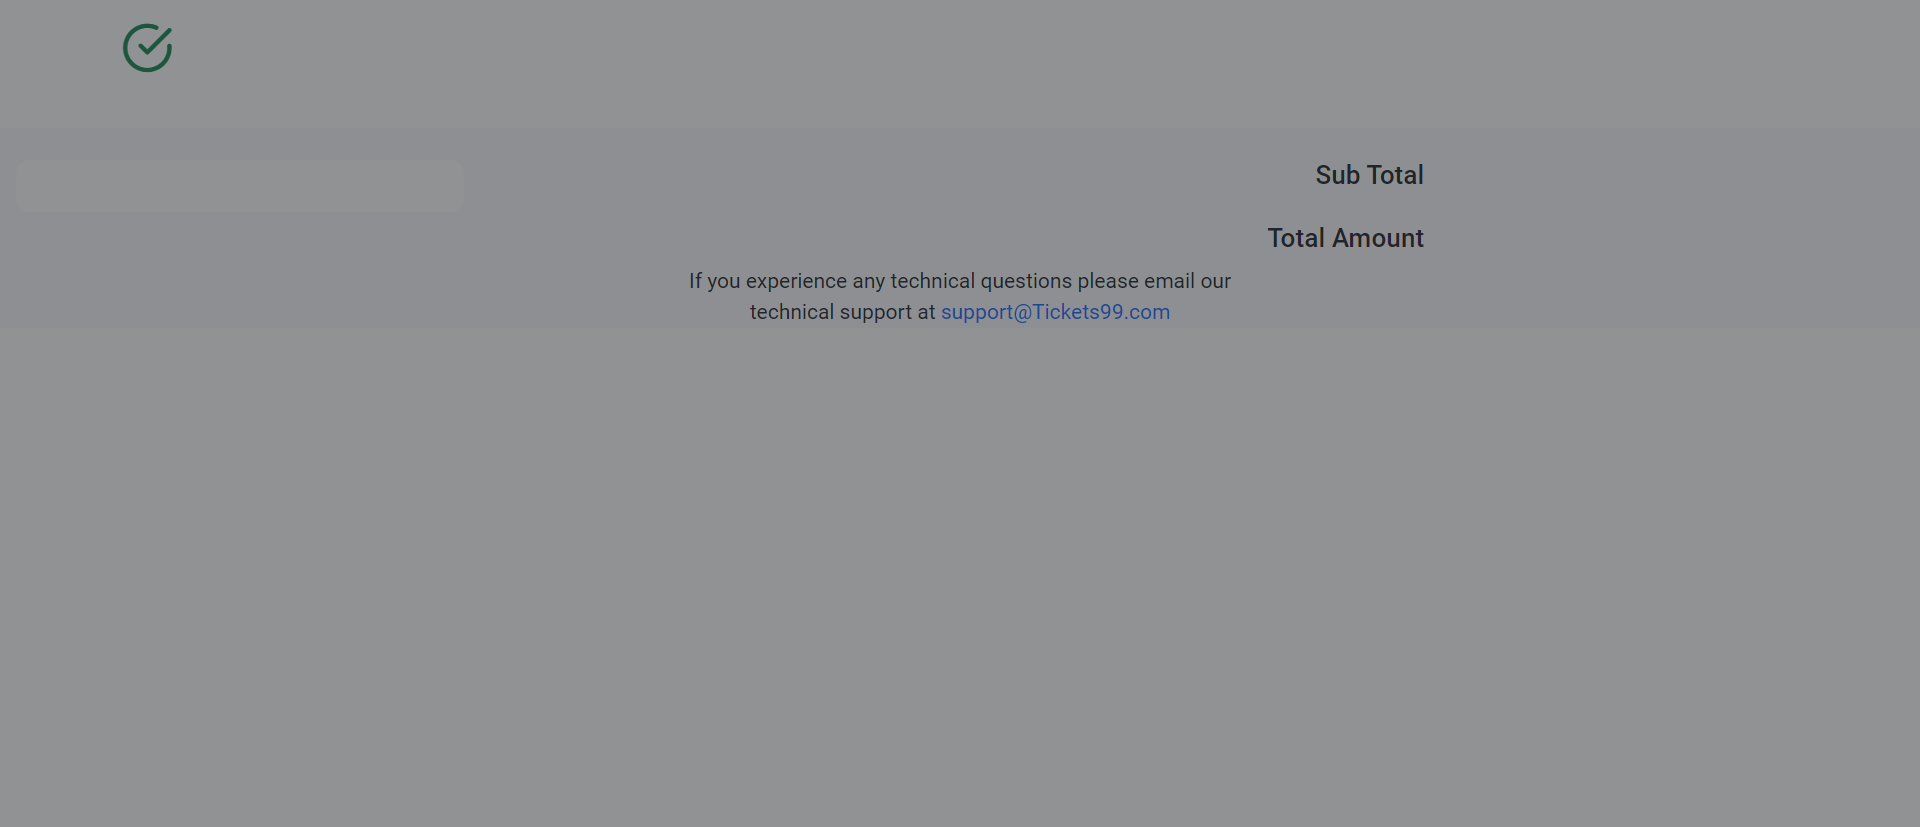 Sub Total
Total Amount
If you experience any technical questions please email our
technical support at support@Tickets99.com